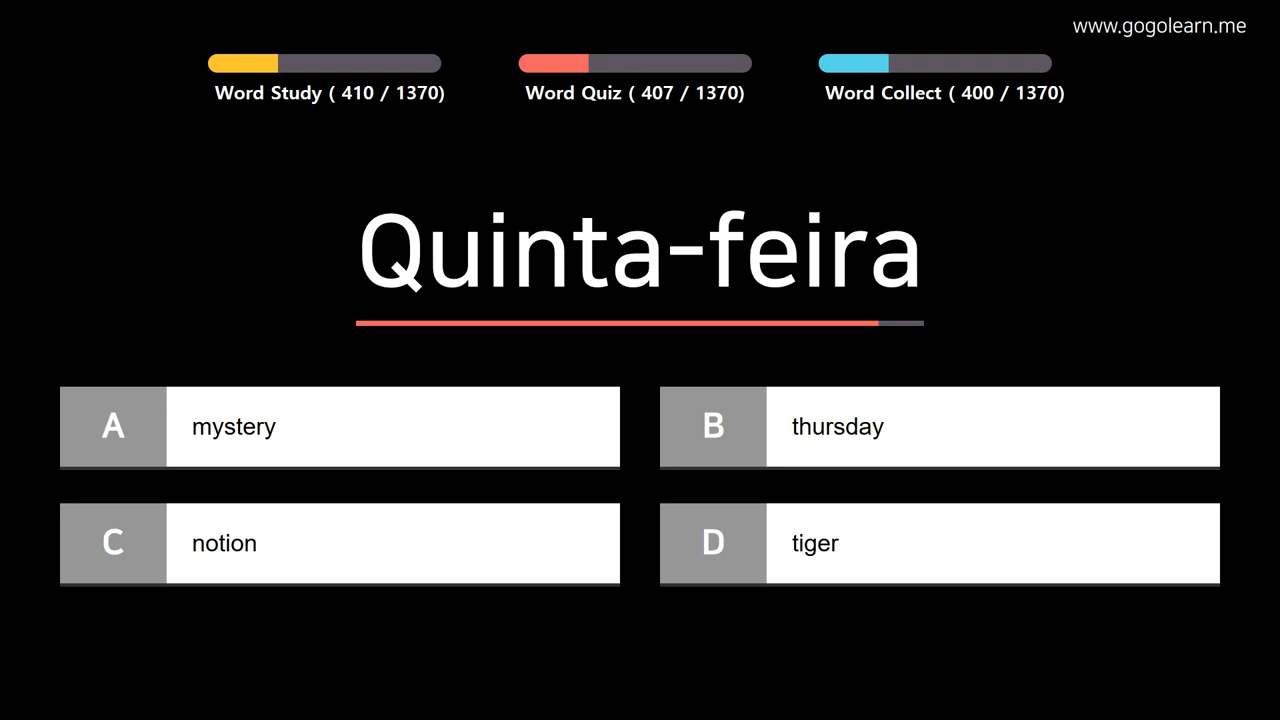 www.gogolearn.me
Word Study ( 410 / 1370)
Word Quiz ( 407 / 1370)
Word Collect ( 400 / 1370)
Quinta-feira
A mystery
B thursday
C notion
D tiger